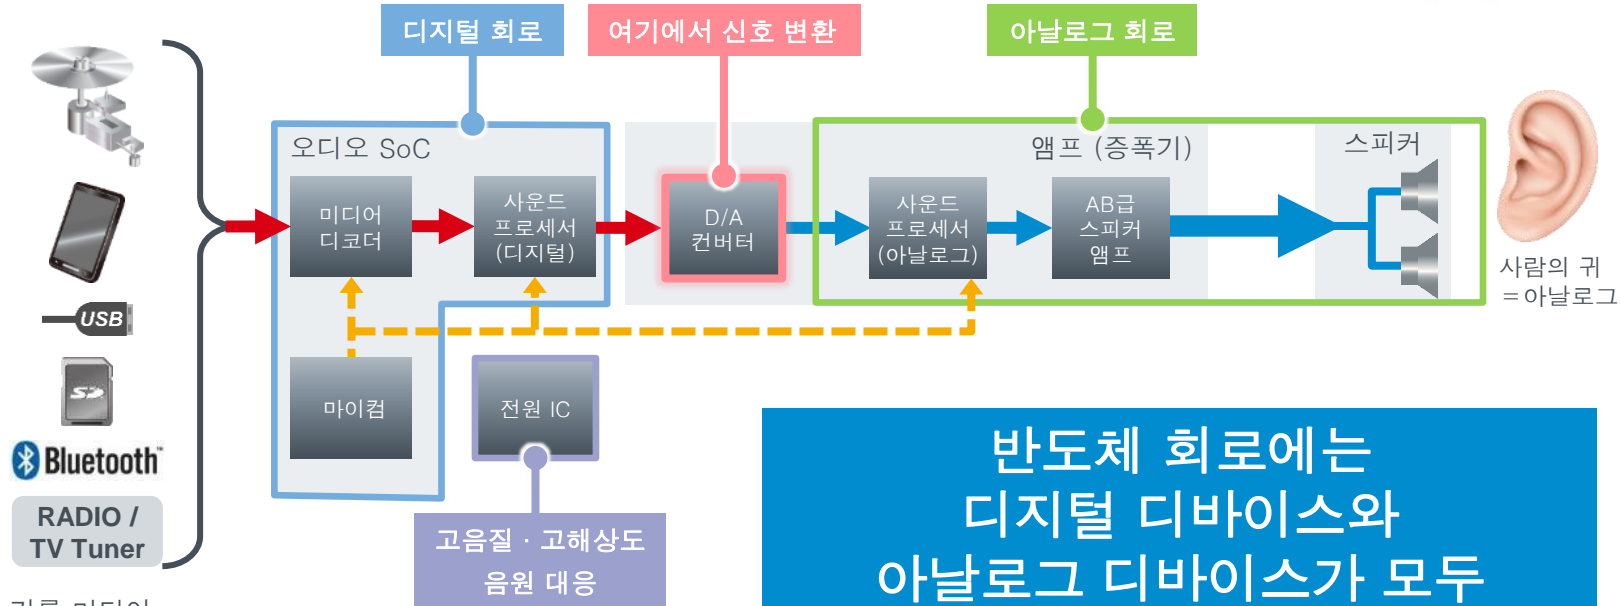 디지털 회로
여기에서 신호 변환
아날로그 회로
오디오 SoC
앰프 (증폭기)
스피커
미디어
디코더
사운드
프로세서
(디지털)
D/A
컨버터
사운드
프로세서
(아날로그)
AB급
스피커
앰프
사람의 귀
=아날로그
USB
SD
마이컴
전원 IC
Bluetooth™
RADIO /
TV Tuner
고음질 · 고해상도
음원 대응
반도체 회로에는
디지털 디바이스와
아날로그 디바이스가 모두